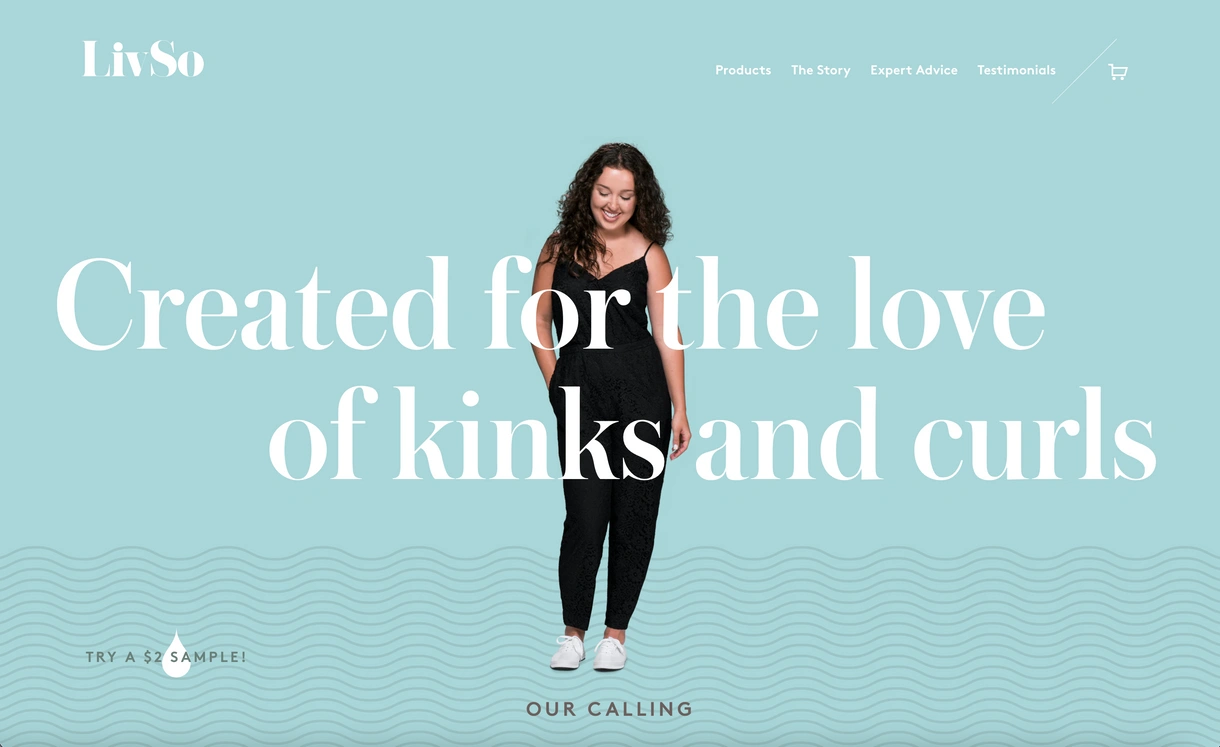 LivSo
Products The Story Expert Advice Testimonials
Created for the love
of kinks and curls
TRY A $2 SAMPLE!
OUR CALLING